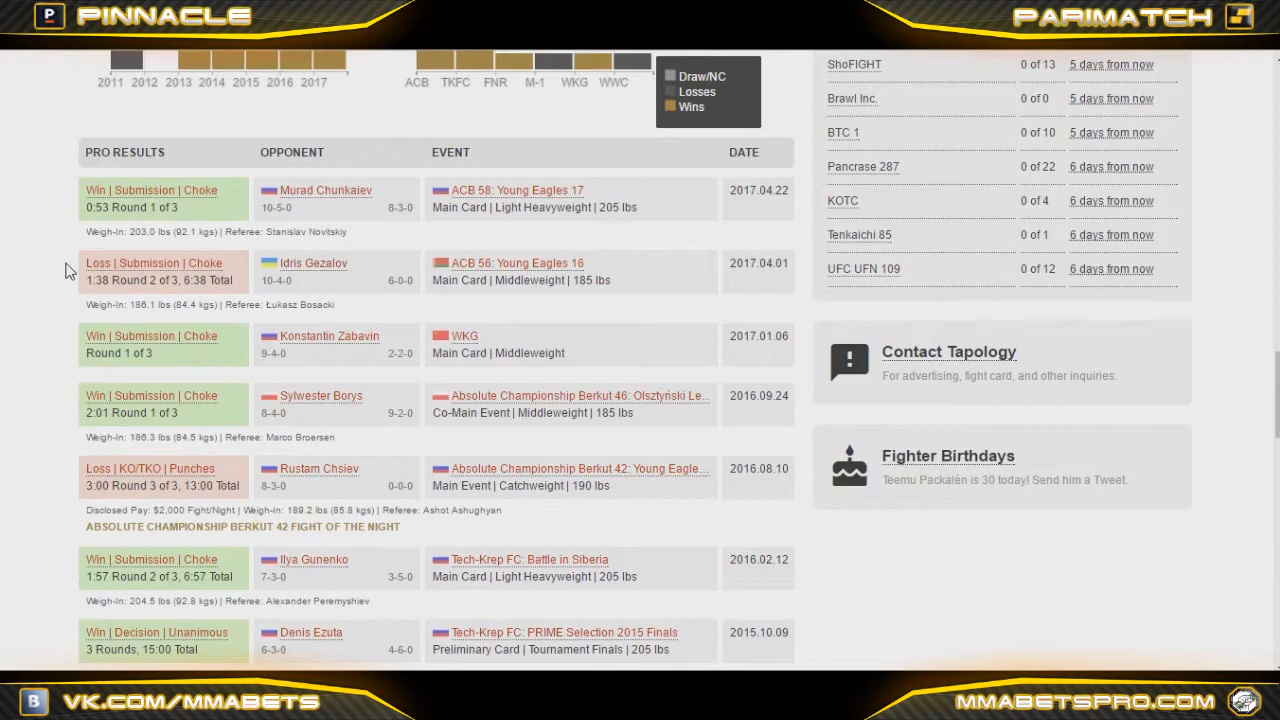 P PINNACLE
PARIMATCH
2011 2012 2013 2014 2015 2016 2017
ACB TKFC FNR M-1 WKG WWC
Draw/NC
Losses
Wins
PRO RESULTS OPPONENT EVENT DATE
Win | Submission | Choke Murad Chunkaiev ACB 58: Young Eagles 17 2017.04.22
0:53 Round 1 of 3 10-5-0 8-3-0 Main Card | Light Heavyweight | 205 lbs
Weigh-In: 203.0 lbs (92.1 kgs) | Referee: Stanislav Novitskiy
Loss | Submission | Choke Idris Gezalov ACB 56: Young Eagles 16 2017.04.01
1:38 Round 2 of 3, 6:38 Total 10-4-0 6-0-0 Main Card | Middleweight | 185 lbs
Weigh-In: 186.1 lbs (84.4 kgs) | Referee: Łukasz Bosacki
Win | Submission | Choke Konstantin Zabavin WKG 2017.01.06
Round 1 of 3 9-4-0 2-2-0 Main Card | Middleweight
Win | Submission | Choke Sylwester Borys Absolute Championship Berkut 46: Olsztyński Le... 2016.09.24
2:01 Round 1 of 3 8-4-0 9-2-0 Co-Main Event | Middleweight | 185 lbs
Weigh-In: 186.3 lbs (84.5 kgs) | Referee: Marco Broersen
Loss | KO/TKO | Punches Rustam Chsiev Absolute Championship Berkut 42: Young Eagle... 2016.08.10
3:00 Round 3 of 3, 13:00 Total 8-3-0 0-0-0 Main Event | Catchweight | 190 lbs
Disclosed Pay: $2,000 Fight/Night | Weigh-In: 189.2 lbs (85.8 kgs) | Referee: Ashot Ashughyan
ABSOLUTE CHAMPIONSHIP BERKUT 42 FIGHT OF THE NIGHT
Win | Submission | Choke Ilya Gunenko Tech-Krep FC: Battle in Siberia 2016.02.12
1:57 Round 2 of 3, 6:57 Total 7-3-0 3-5-0 Main Card | Light Heavyweight | 205 lbs
Weigh-In: 204.5 lbs (92.8 kgs) | Referee: Alexander Peremyshiev
Win | Decision | Unanimous Denis Ezuta Tech-Krep FC: PRIME Selection 2015 Finals 2015.10.09
3 Rounds, 15:00 Total 6-3-0 4-6-0 Preliminary Card | Tournament Finals | 205 lbs
ShoFIGHT 0 of 13 5 days from now
Brawl Inc. 0 of 0 5 days from now
BTC 1 0 of 10 5 days from now
Pancrase 287 0 of 22 6 days from now
KOTC 0 of 4 6 days from now
Tenkaichi 85 0 of 1 6 days from now
UFC UFN 109 0 of 12 6 days from now
Contact Tapology
For advertising, fight card, and other inquiries.
Fighter Birthdays
Teemu Packalén is 30 today! Send him a Tweet.
B VK.COM/MMABETS
MMABETSPRO.COM